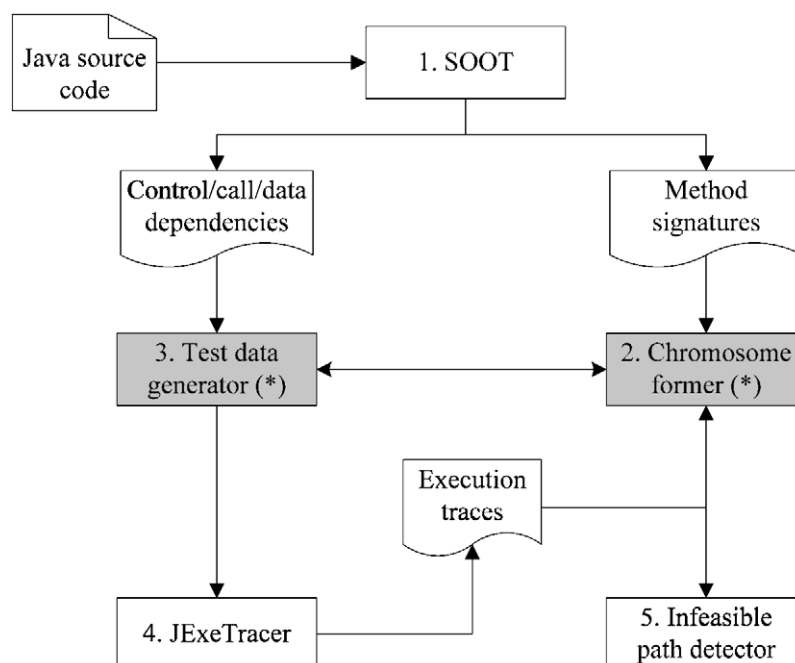 Java source
code
1. SOOT
Control/call/data
dependencies
Method
signatures
3. Test data
generator (*)
2. Chromosome
former (*)
Execution
traces
4. JExeTracer
5. Infeasible
path detector